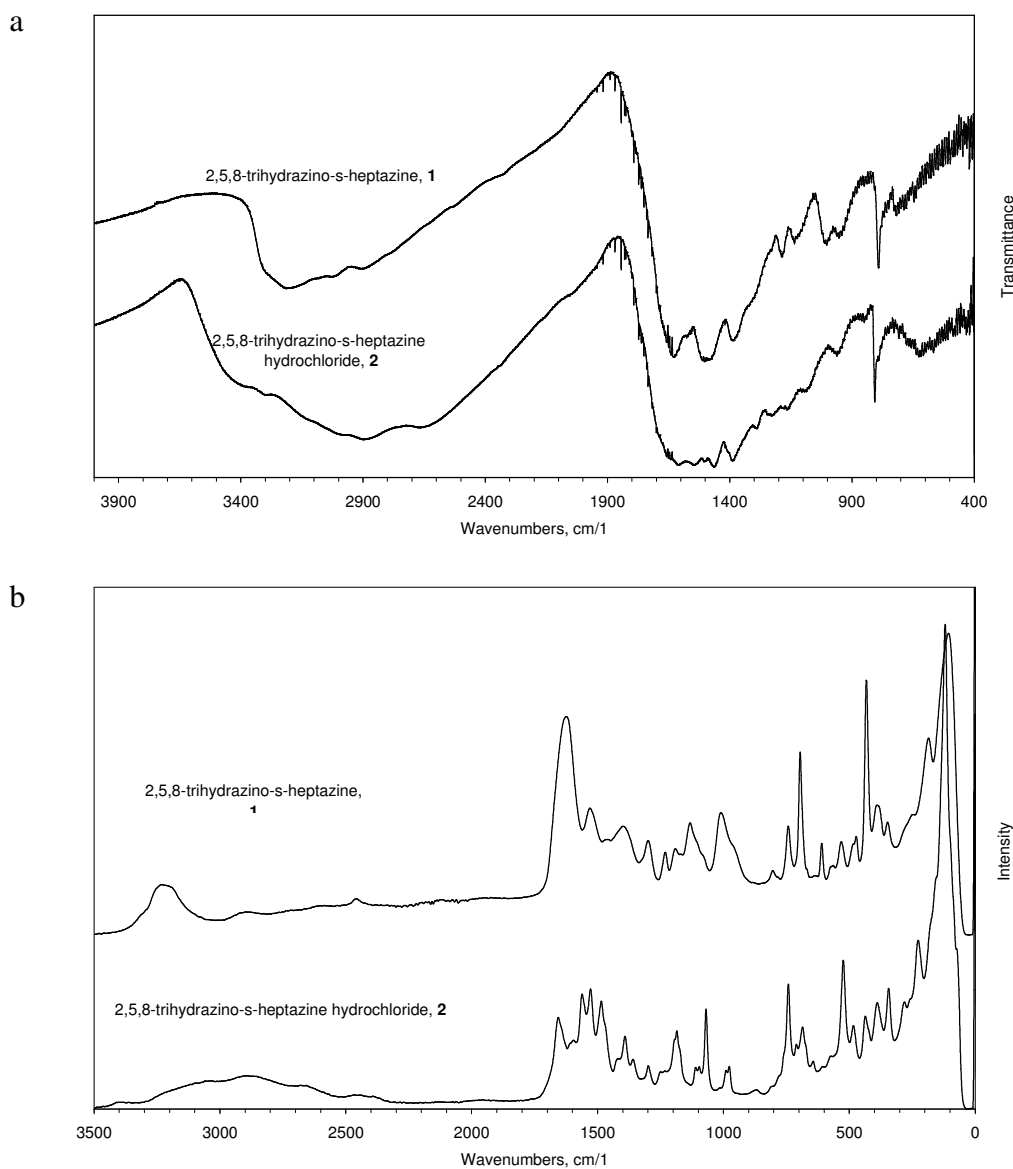 a
2,5,8-trihydrazino-s-heptazine, 1
2,5,8-trihydrazino-s-heptazine
hydrochloride, 2
Transmittance
3900 3400 2900 2400 1900 1400 900 400
Wavenumbers, cm/1
b
2,5,8-trihydrazino-s-heptazine,
1
2,5,8-trihydrazino-s-heptazine hydrochloride, 2
Intensity
3500 3000 2500 2000 1500 1000 500 0
Wavenumbers, cm/1